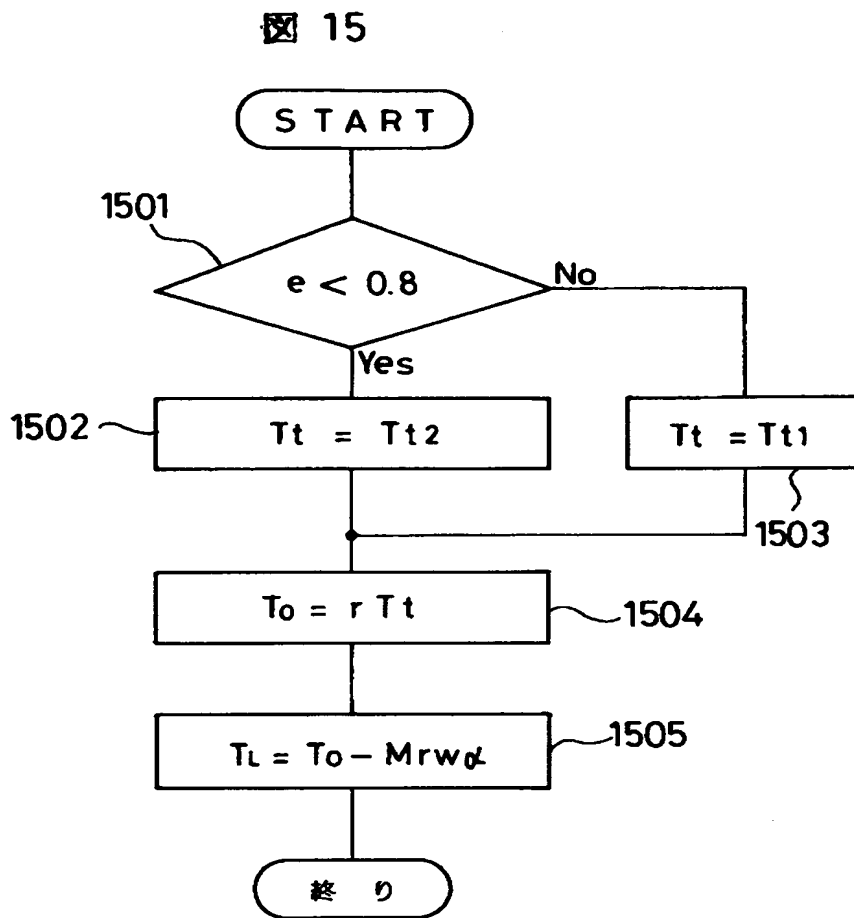 図 15
START
1501
e < 0.8
No
Yes
1502
Tt = Tt2
Tt = Tt1
1503
To = r Tt
1504
TL = To - Mrwα
1505
終り